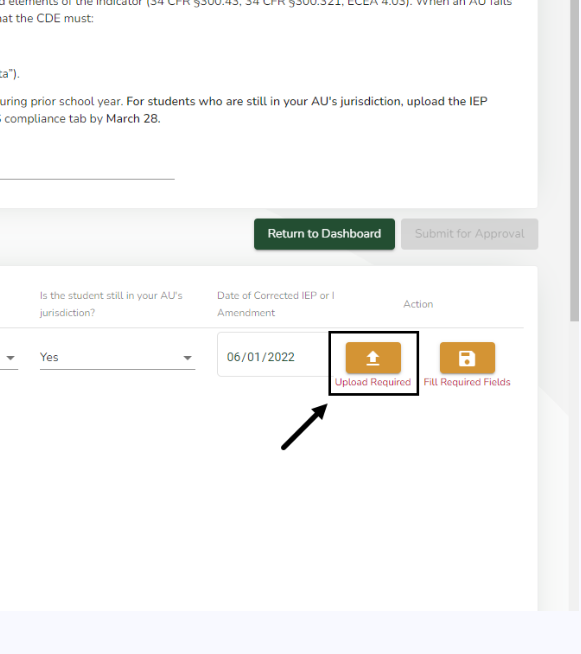 elements of the indicator (34 CFR §300.43, 34 CFR §300.321, ECEA 4.03). When an AU fails
hat the CDE must:
ta").
uring prior school year. For students who are still in your AU's jurisdiction, upload the IEP
compliance tab by March 28.
Return to Dashboard
Submit for Approval
Is the student still in your AU's
jurisdiction?
Date of Corrected IEP or I
Amendment
Action
Yes
06/01/2022
Upload Required
Fill Required Fields